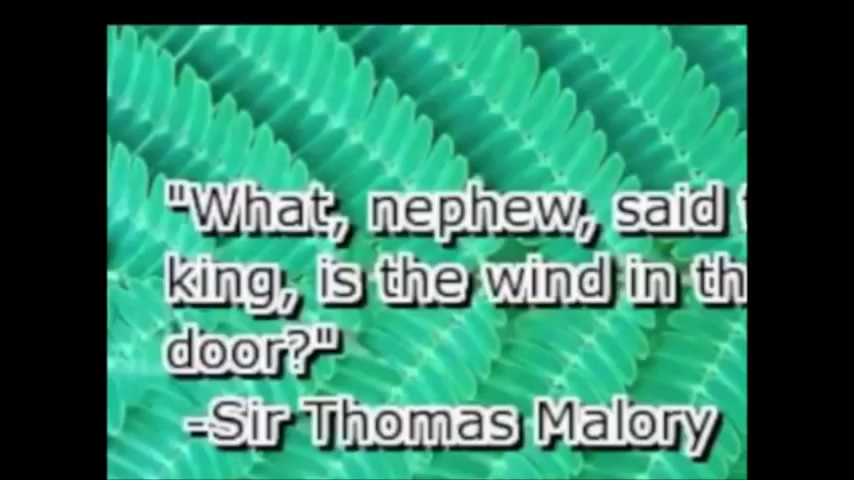 "What, nephew, said
king, is the wind in th
door?"
-Sir Thomas Malory